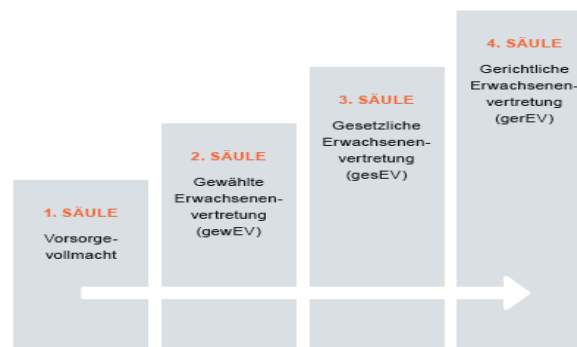 1. SÄULE
Vorsorge-
vollmacht
2. SÄULE
Gewählte
Erwachsenen-
vertretung
(gewEV)
3. SÄULE
Gesetzliche
Erwachsenen-
vertretung
(gesEV)
4. SÄULE
Gerichtliche
Erwachsenen-
vertretung
(gerEV)